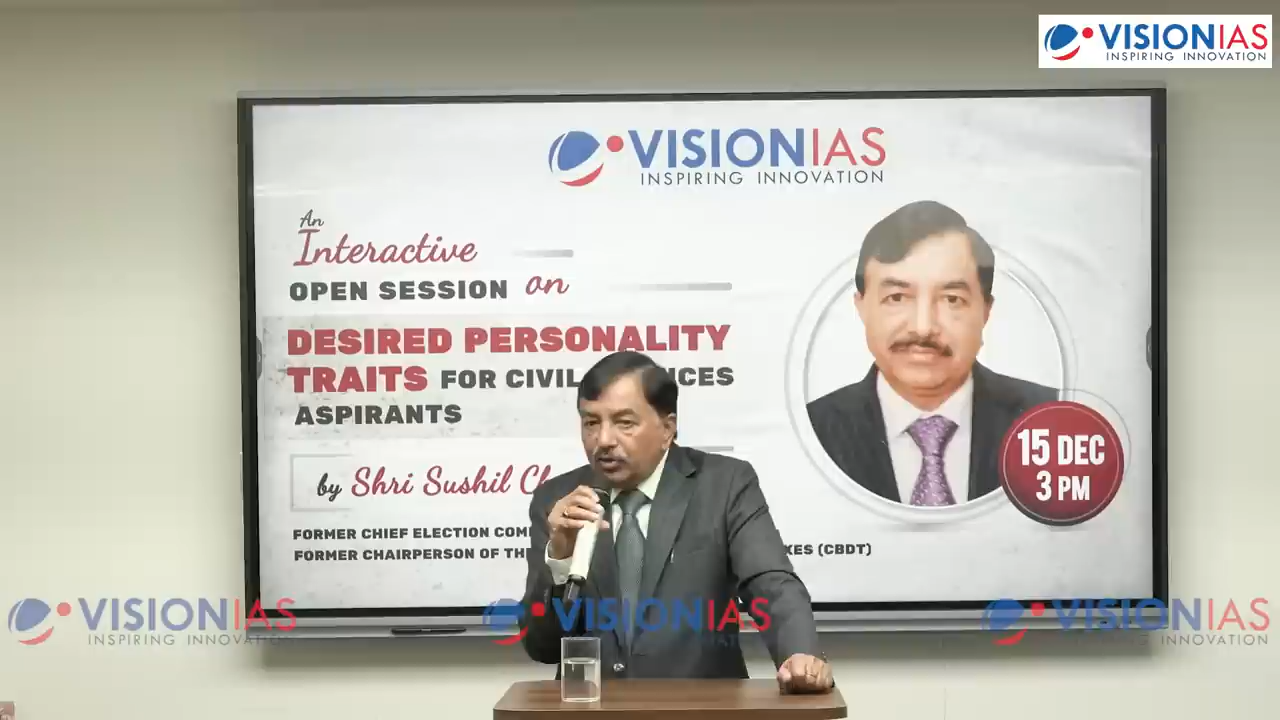 VISIONIAS
INSPIRING INNOVATION
VISIONIAS
INSPIRING INNOVATION
An
Interactive
OPEN SESSION on
DESIRED PERSONALITY
TRAITS FOR CIVIL
ASPIRANTS
by Shri Sushil
FORMER CHIEF ELECTION
FORMER CHAIRPERSON OF THE (CBDT)
15 DEC
3 PM
VISIONIAS
INSPIRING INNOVATION
VISIONIAS
VISIONIAS
INSPIRING INNOVATION